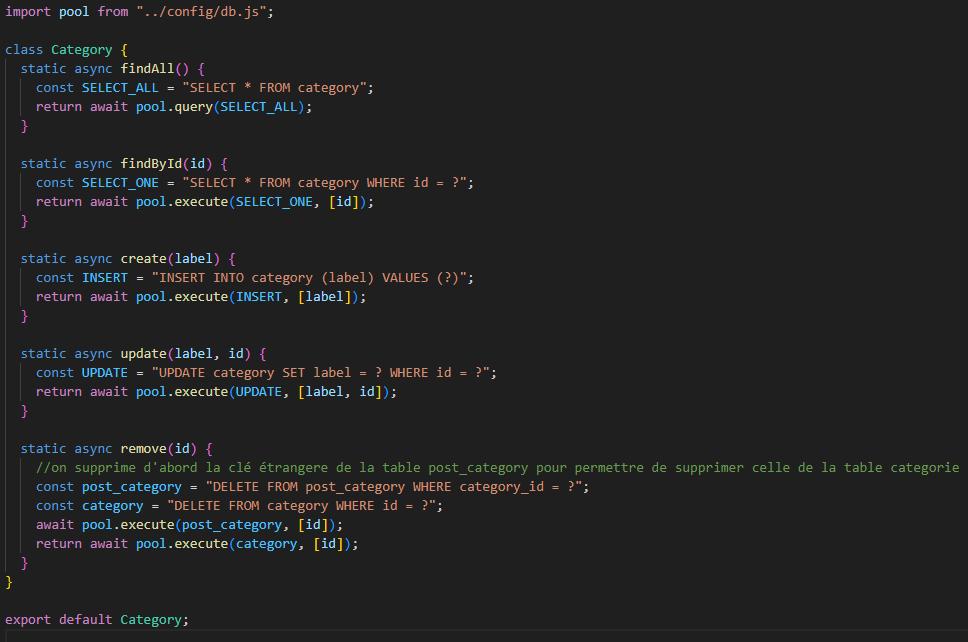 import pool from "../config/db.js";
class Category {
static async findAll() {
const SELECT_ALL = "SELECT * FROM category";
return await pool.query(SELECT_ALL);
}
static async findById(id) {
const SELECT_ONE = "SELECT * FROM category WHERE id = ?";
return await pool.execute(SELECT_ONE, [id]);
}
static async create(label) {
const INSERT = "INSERT INTO category (label) VALUES (?)";
return await pool.execute(INSERT, [label]);
}
static async update(label, id) {
const UPDATE = "UPDATE category SET label = ? WHERE id = ?";
return await pool.execute(UPDATE, [label, id]);
}
static async remove(id) {
//on supprime d'abord la clé étrangere de la table post_category pour permettre de supprimer celle de la table categorie
const post_category = "DELETE FROM post_category WHERE category_id = ?";
const category = "DELETE FROM category WHERE id = ?";
await pool.execute(post_category, [id]);
return await pool.execute(category, [id]);
}
}
export default Category;